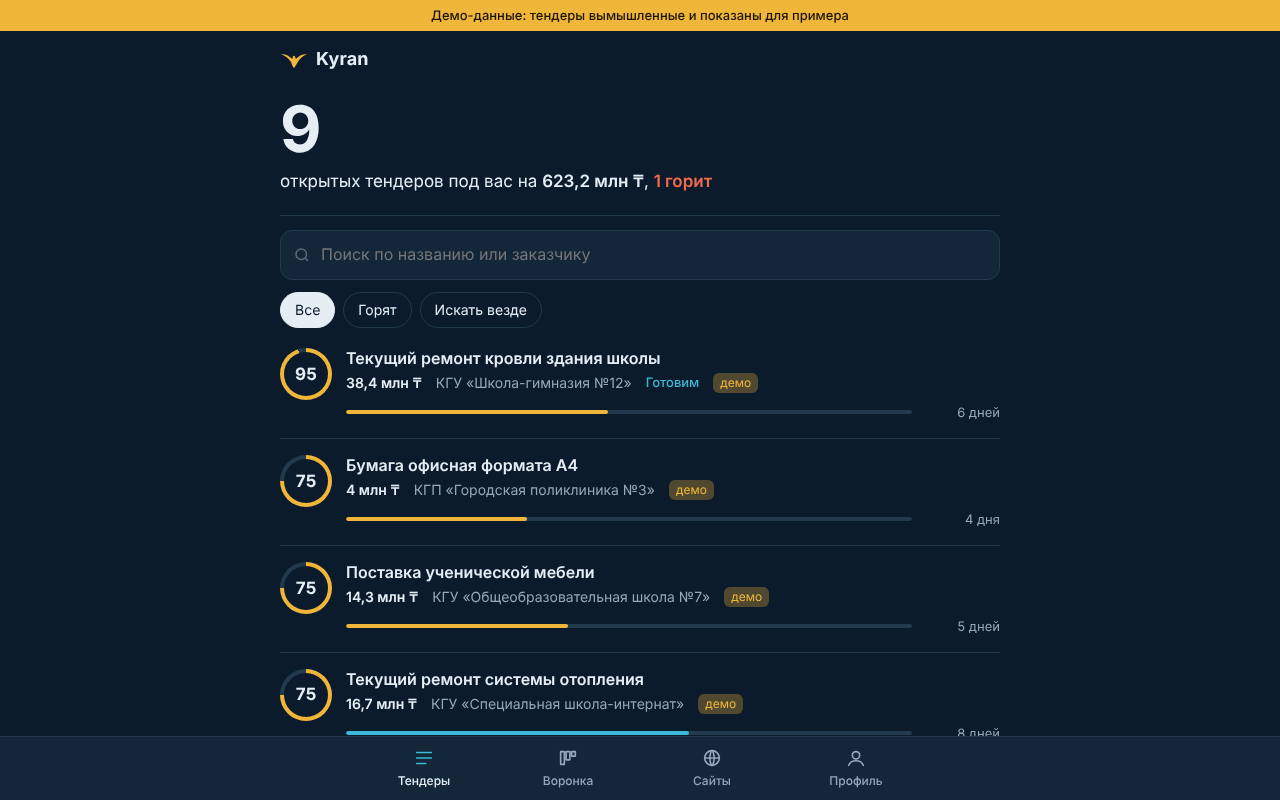 Демо-данные: тендеры вымышленные и показаны для примера
Kyran
9
открытых тендеров под вас на 623,2 млн ₸, 1 горит
Поиск по названию или заказчику
Все Горят Искать везде
95
Текущий ремонт кровли здания школы
38,4 млн ₸ КГУ «Школа-гимназия №12» Готовим демо
6 дней
75
Бумага офисная формата А4
4 млн ₸ КГП «Городская поликлиника №3» демо
4 дня
75
Поставка ученической мебели
14,3 млн ₸ КГУ «Общеобразовательная школа №7» демо
5 дней
75
Текущий ремонт системы отопления
16,7 млн ₸ КГУ «Специальная школа-интернат» демо
8 дней
Тендеры Воронка Сайты Профиль